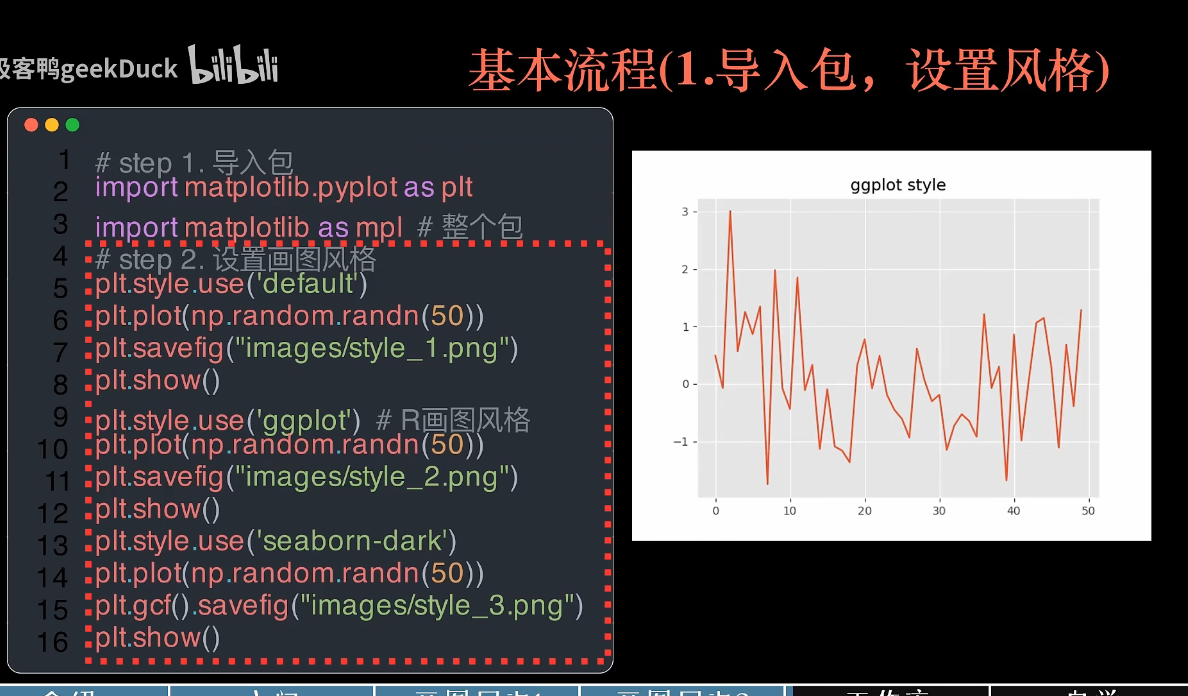 极客鸭geekDuck bilibili
基本流程(1.导入包，设置风格)
1 # step 1. 导入包
2 import matplotlib.pyplot as plt
3 import matplotlib as mpl # 整个包
4 # step 2. 设置画图风格
5 plt.style.use('default')
6 plt.plot(np.random.randn(50))
7 plt.savefig("images/style_1.png")
8 plt.show()
9 plt.style.use('ggplot') # R画图风格
10 plt.plot(np.random.randn(50))
11 plt.savefig("images/style_2.png")
12 plt.show()
13 plt.style.use('seaborn-dark')
14 plt.plot(np.random.randn(50))
15 plt.gcf().savefig("images/style_3.png")
16 plt.show()
ggplot style
3
2
1
0
−1
0 10 20 30 40 50